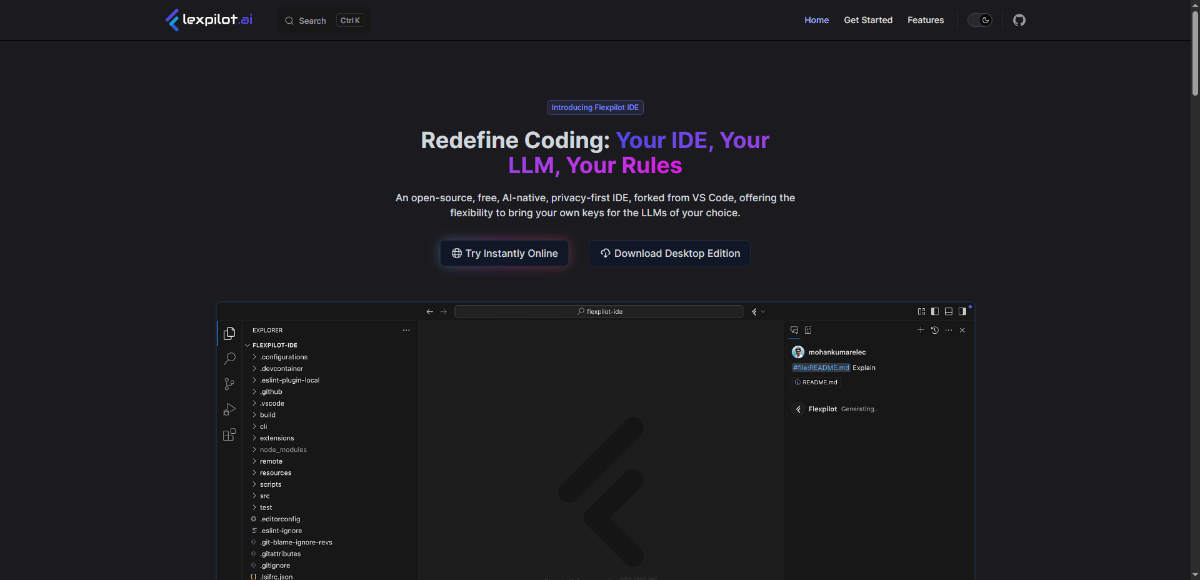 lexpilot.ai
Search Ctrl K
Home Get Started Features
Introducing Flexpilot IDE
Redefine Coding: Your IDE, Your
LLM, Your Rules
An open-source, free, AI-native, privacy-first IDE, forked from VS Code, offering the
flexibility to bring your own keys for the LLMs of your choice.
Try Instantly Online Download Desktop Edition
flexpilot-ide
EXPLORER
FLEXPILOT-IDE
.configurations
.devcontainer
.eslint-plugin-local
.github
.vscode
build
cli
extensions
node_modules
remote
resources
scripts
src
test
.editorconfig
.eslint-ignore
.git-blame-ignore-revs
.gitattributes
.gitignore
.lsifrc.json
mohankumarelec
#file:README.md Explain
README.md
Flexpilot Generating..